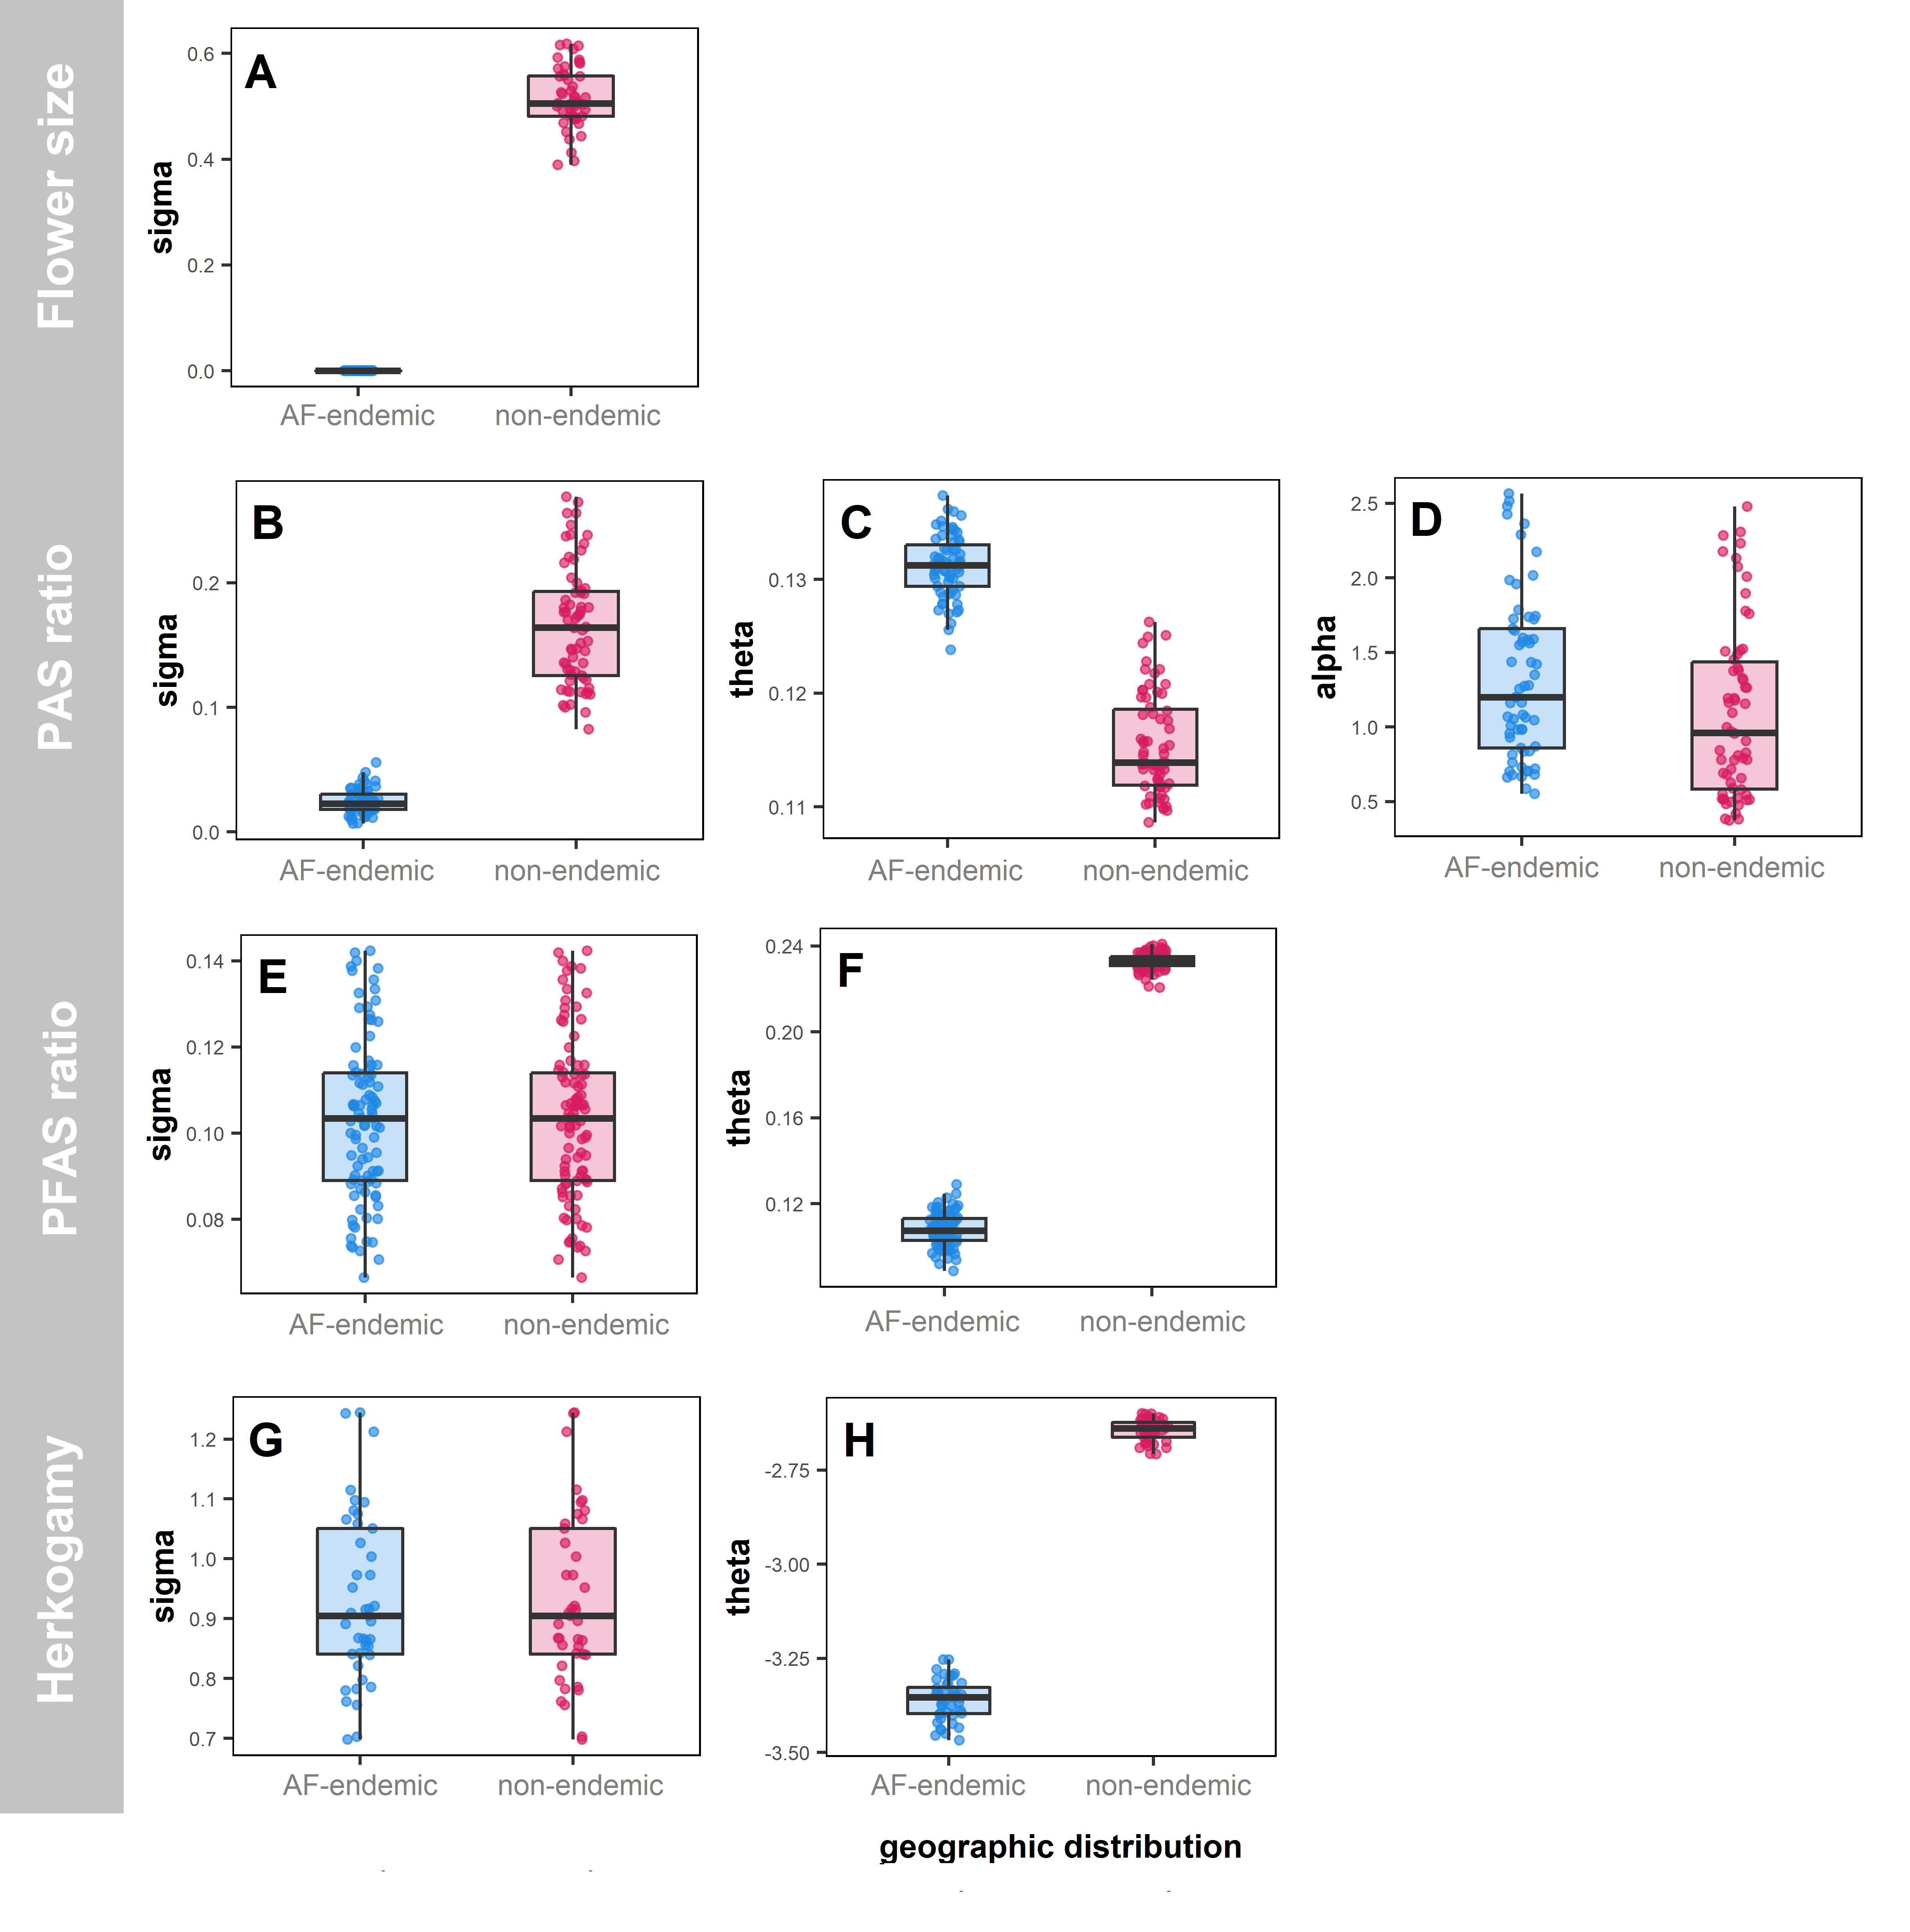 Flower size
A
sigma
0.6
0.4
0.2
0.0
AF-endemic
non-endemic
PAS ratio
B
sigma
0.2
0.1
0.0
AF-endemic
non-endemic
C
theta
0.13
0.12
0.11
AF-endemic
non-endemic
D
alpha
2.5
2.0
1.5
1.0
0.5
AF-endemic
non-endemic
PFAS ratio
E
sigma
0.14
0.12
0.10
0.08
AF-endemic
non-endemic
F
theta
0.24
0.20
0.16
0.12
AF-endemic
non-endemic
Herkogamy
G
sigma
1.2
1.1
1.0
0.9
0.8
0.7
AF-endemic
non-endemic
H
theta
-2.75
-3.00
-3.25
-3.50
AF-endemic
non-endemic
geographic distribution